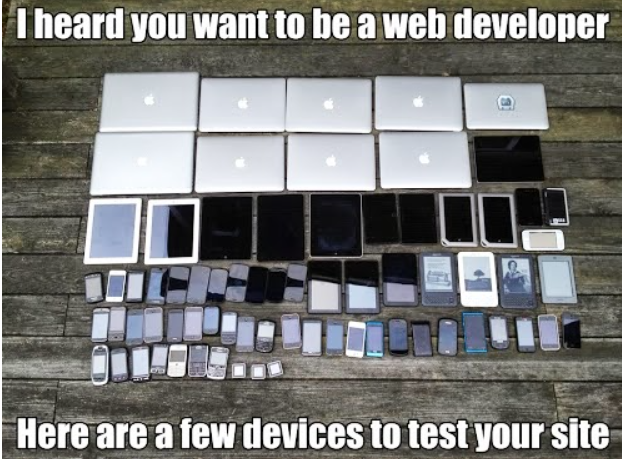 I heard you want to be a web developer
Here are a few devices to test your site